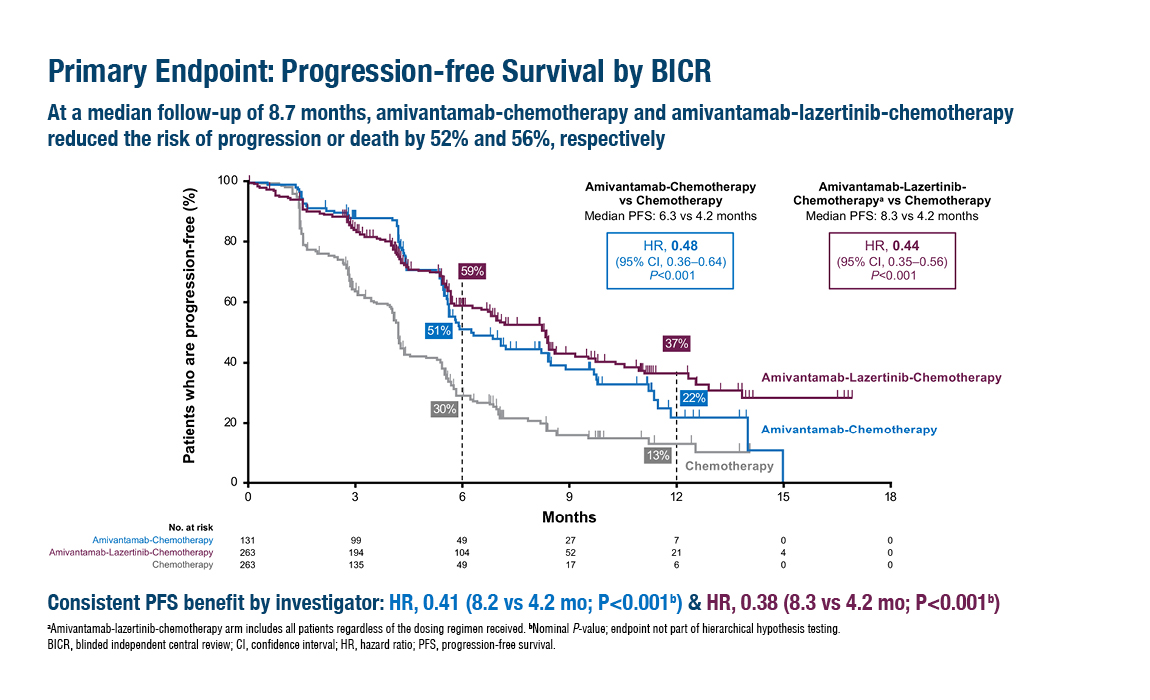 Primary Endpoint: Progression-free Survival by BICR
At a median follow-up of 8.7 months, amivantamab-chemotherapy and amivantamab-lazertinib-chemotherapy
reduced the risk of progression or death by 52% and 56%, respectively
Patients who are progression-free (%)
100
80
60
40
20
0
Amivantamab-Chemotherapy
vs Chemotherapy
Median PFS: 6.3 vs 4.2 months
HR, 0.48
(95% CI, 0.36–0.64)
P<0.001
Amivantamab-Lazertinib-
Chemotherapyᵃ vs Chemotherapy
Median PFS: 8.3 vs 4.2 months
HR, 0.44
(95% CI, 0.35–0.56)
P<0.001
59%
51%
30%
37%
22%
13%
Amivantamab-Lazertinib-Chemotherapy
Amivantamab-Chemotherapy
Chemotherapy
0 3 6 9 12 15 18
Months
No. at risk
Amivantamab-Chemotherapy 131 99 49 27 7 0 0
Amivantamab-Lazertinib-Chemotherapy 263 194 104 52 21 4 0
Chemotherapy 263 135 49 17 6 0 0
Consistent PFS benefit by investigator: HR, 0.41 (8.2 vs 4.2 mo; P<0.001ᵇ) & HR, 0.38 (8.3 vs 4.2 mo; P<0.001ᵇ)
ᵃAmivantamab-lazertinib-chemotherapy arm includes all patients regardless of the dosing regimen received. ᵇNominal P-value; endpoint not part of hierarchical hypothesis testing.
BICR, blinded independent central review; CI, confidence interval; HR, hazard ratio; PFS, progression-free survival.